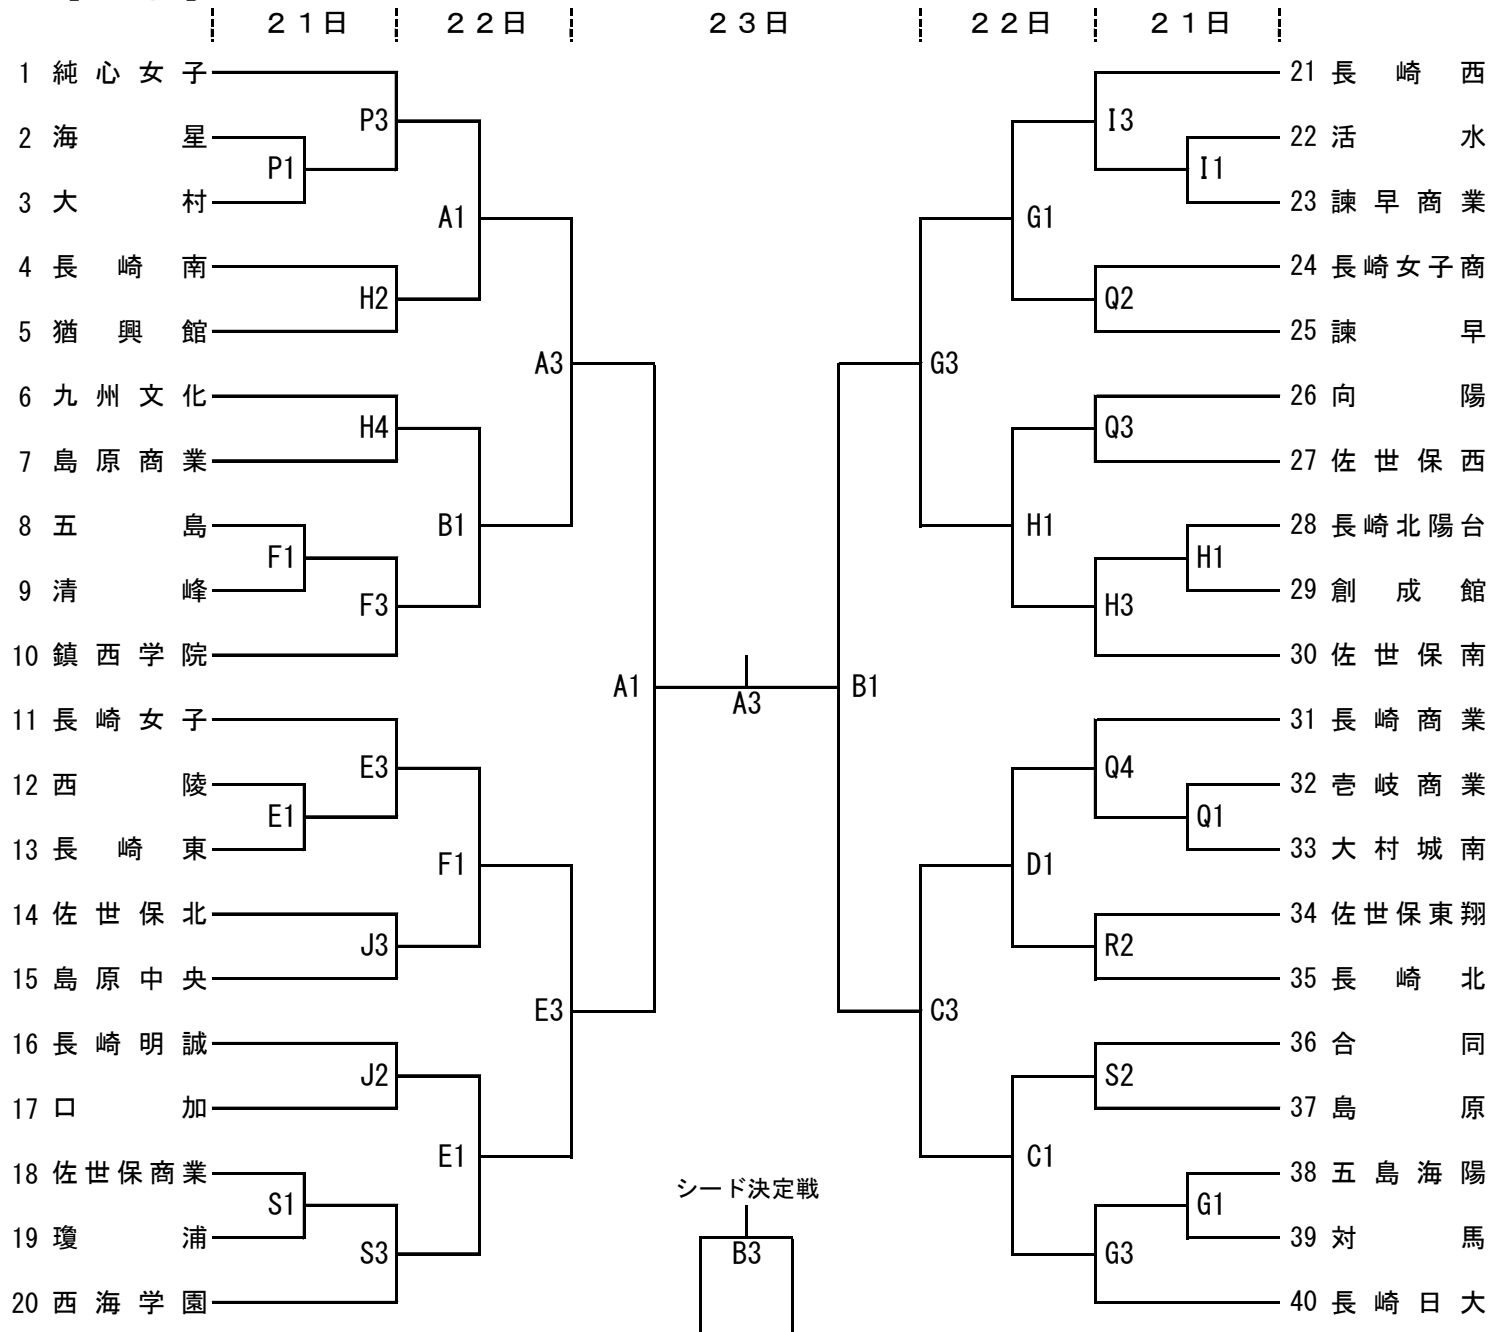 21日 22日 23日 22日 21日
1 純心女子 21 長崎西
P3 I3
2 海星 22 活水
P1 I1
3 大村 23 諫早商業
A1 G1
4 長崎南 24 長崎女子商
H2 Q2
5 猶興館 25 諫早
A3 G3
6 九州文化 26 向陽
H4 Q3
7 島原商業 27 佐世保西
8 五島 B1 H1 28 長崎北陽台
F1 H1
9 清峰 29 創成館
F3 H3
10 鎮西学院 30 佐世保南
A1 A3 B1
11 長崎女子 31 長崎商業
E3 Q4
12 西陵 32 壱岐商業
E1 Q1
13 長崎東 33 大村城南
F1 D1
14 佐世保北 34 佐世保東翔
J3 R2
15 島原中央 35 長崎北
E3 C3
16 長崎明誠 36 合同
J2 S2
17 口加 37 島原
E1 C1
18 佐世保商業 38 五島海陽
シード決定戦
S1 G1
19 瓊浦 39 対馬
S3 B3 G3
20 西海学園 40 長崎日大